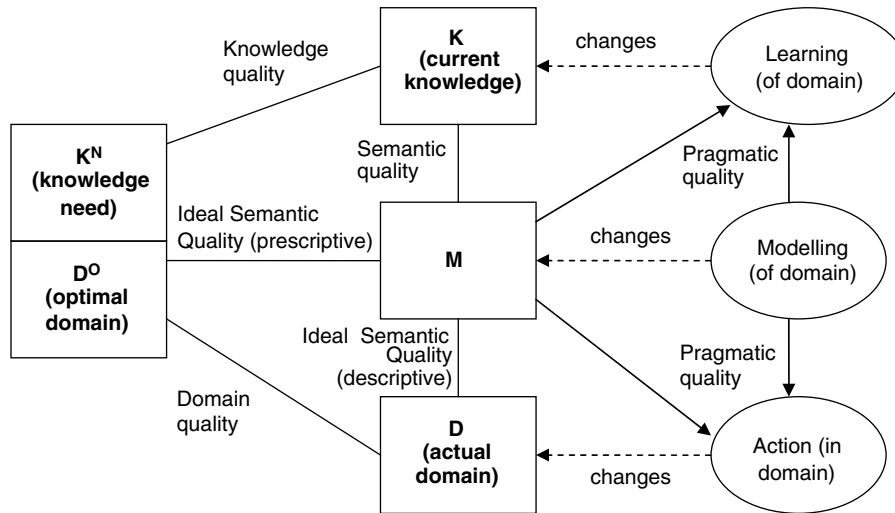 Knowledge
quality
K
(current
knowledge)
changes
Learning
(of domain)
K^N
(knowledge
need)
Semantic
quality
Pragmatic
quality
Ideal Semantic
Quality (prescriptive)
M
changes
Modelling
(of domain)
D^O
(optimal
domain)
Ideal Semantic
Quality
(descriptive)
Pragmatic
quality
Domain
quality
D
(actual
domain)
changes
Action (in
domain)